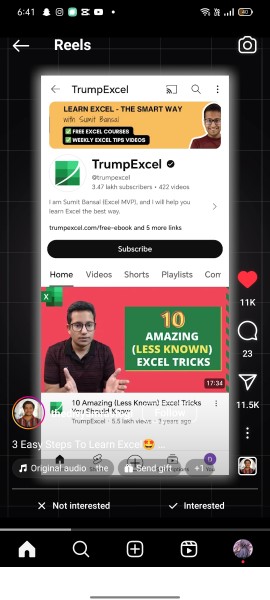 6:41
Reels
TrumpExcel
LEARN EXCEL - THE SMART WAY
with Sumit Bansal
FREE EXCEL COURSES
WEEKLY EXCEL TIPS VIDEOS
TrumpExcel
@trumpexcel
3.47 lakh subscribers • 422 videos
I am Sumit Bansal (Excel MVP), and I will help you
learn Excel the best way.
trumpexcel.com/free-ebook and 5 more links
Subscribe
Home Videos Shorts Playlists Com
10
AMAZING
(LESS KNOWN)
EXCEL TRICKS
17:34
11K
23
11.5K
10 Amazing (Less Known) Excel Tricks
You Should Know
TrumpExcel • 5.5 lakh views • 3 years ago
Follow
3 Easy Steps To Learn Excel🤩 ...
Original audio the
Send gift
+1
Not interested
Interested